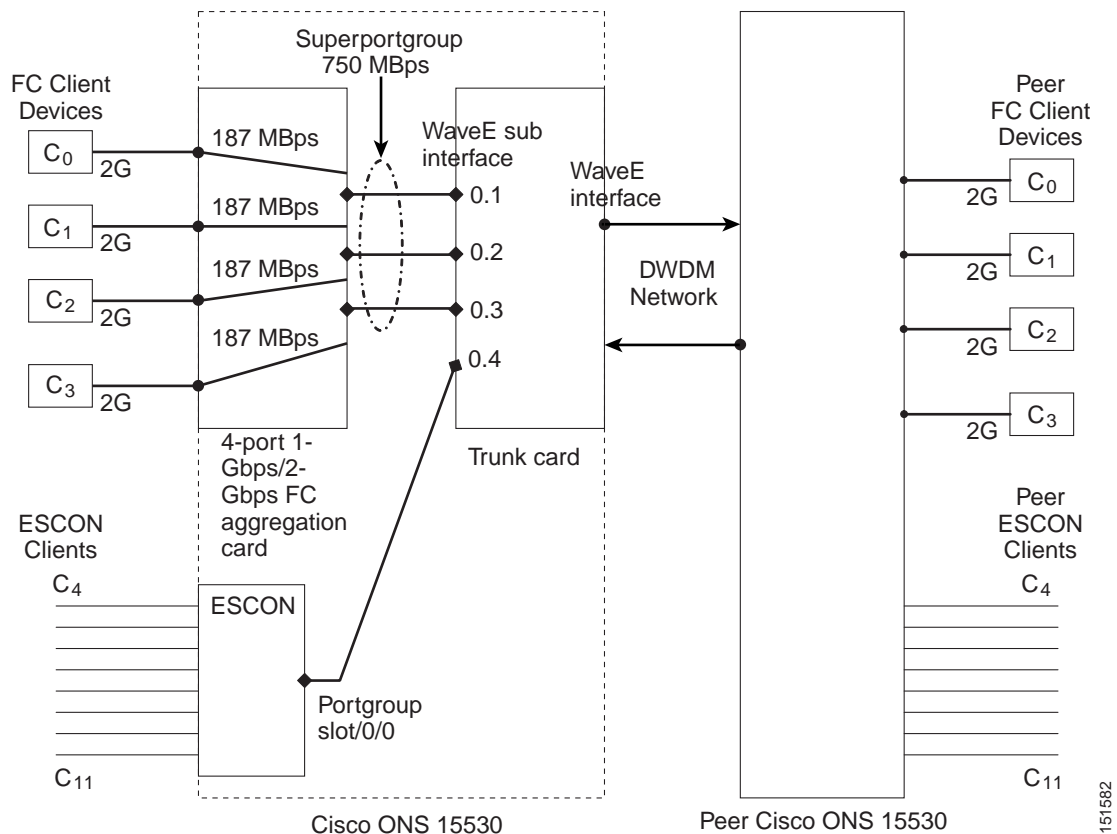 Superportgroup
750 MBps
FC Client
Devices
C0
2G
C1
2G
C2
2G
C3
2G
187 MBps
187 MBps
187 MBps
187 MBps
WaveE sub
interface
0.1
0.2
0.3
0.4
WaveE
interface
DWDM
Network
Peer
FC Client
Devices
2G
C0
2G
C1
2G
C2
2G
C3
4-port 1-
Gbps/2-
Gbps FC
aggregation
card
Trunk card
ESCON
Clients
C4
C11
ESCON
Portgroup
slot/0/0
Peer
ESCON
Clients
C4
C11
Cisco ONS 15530
Peer Cisco ONS 15530
151582